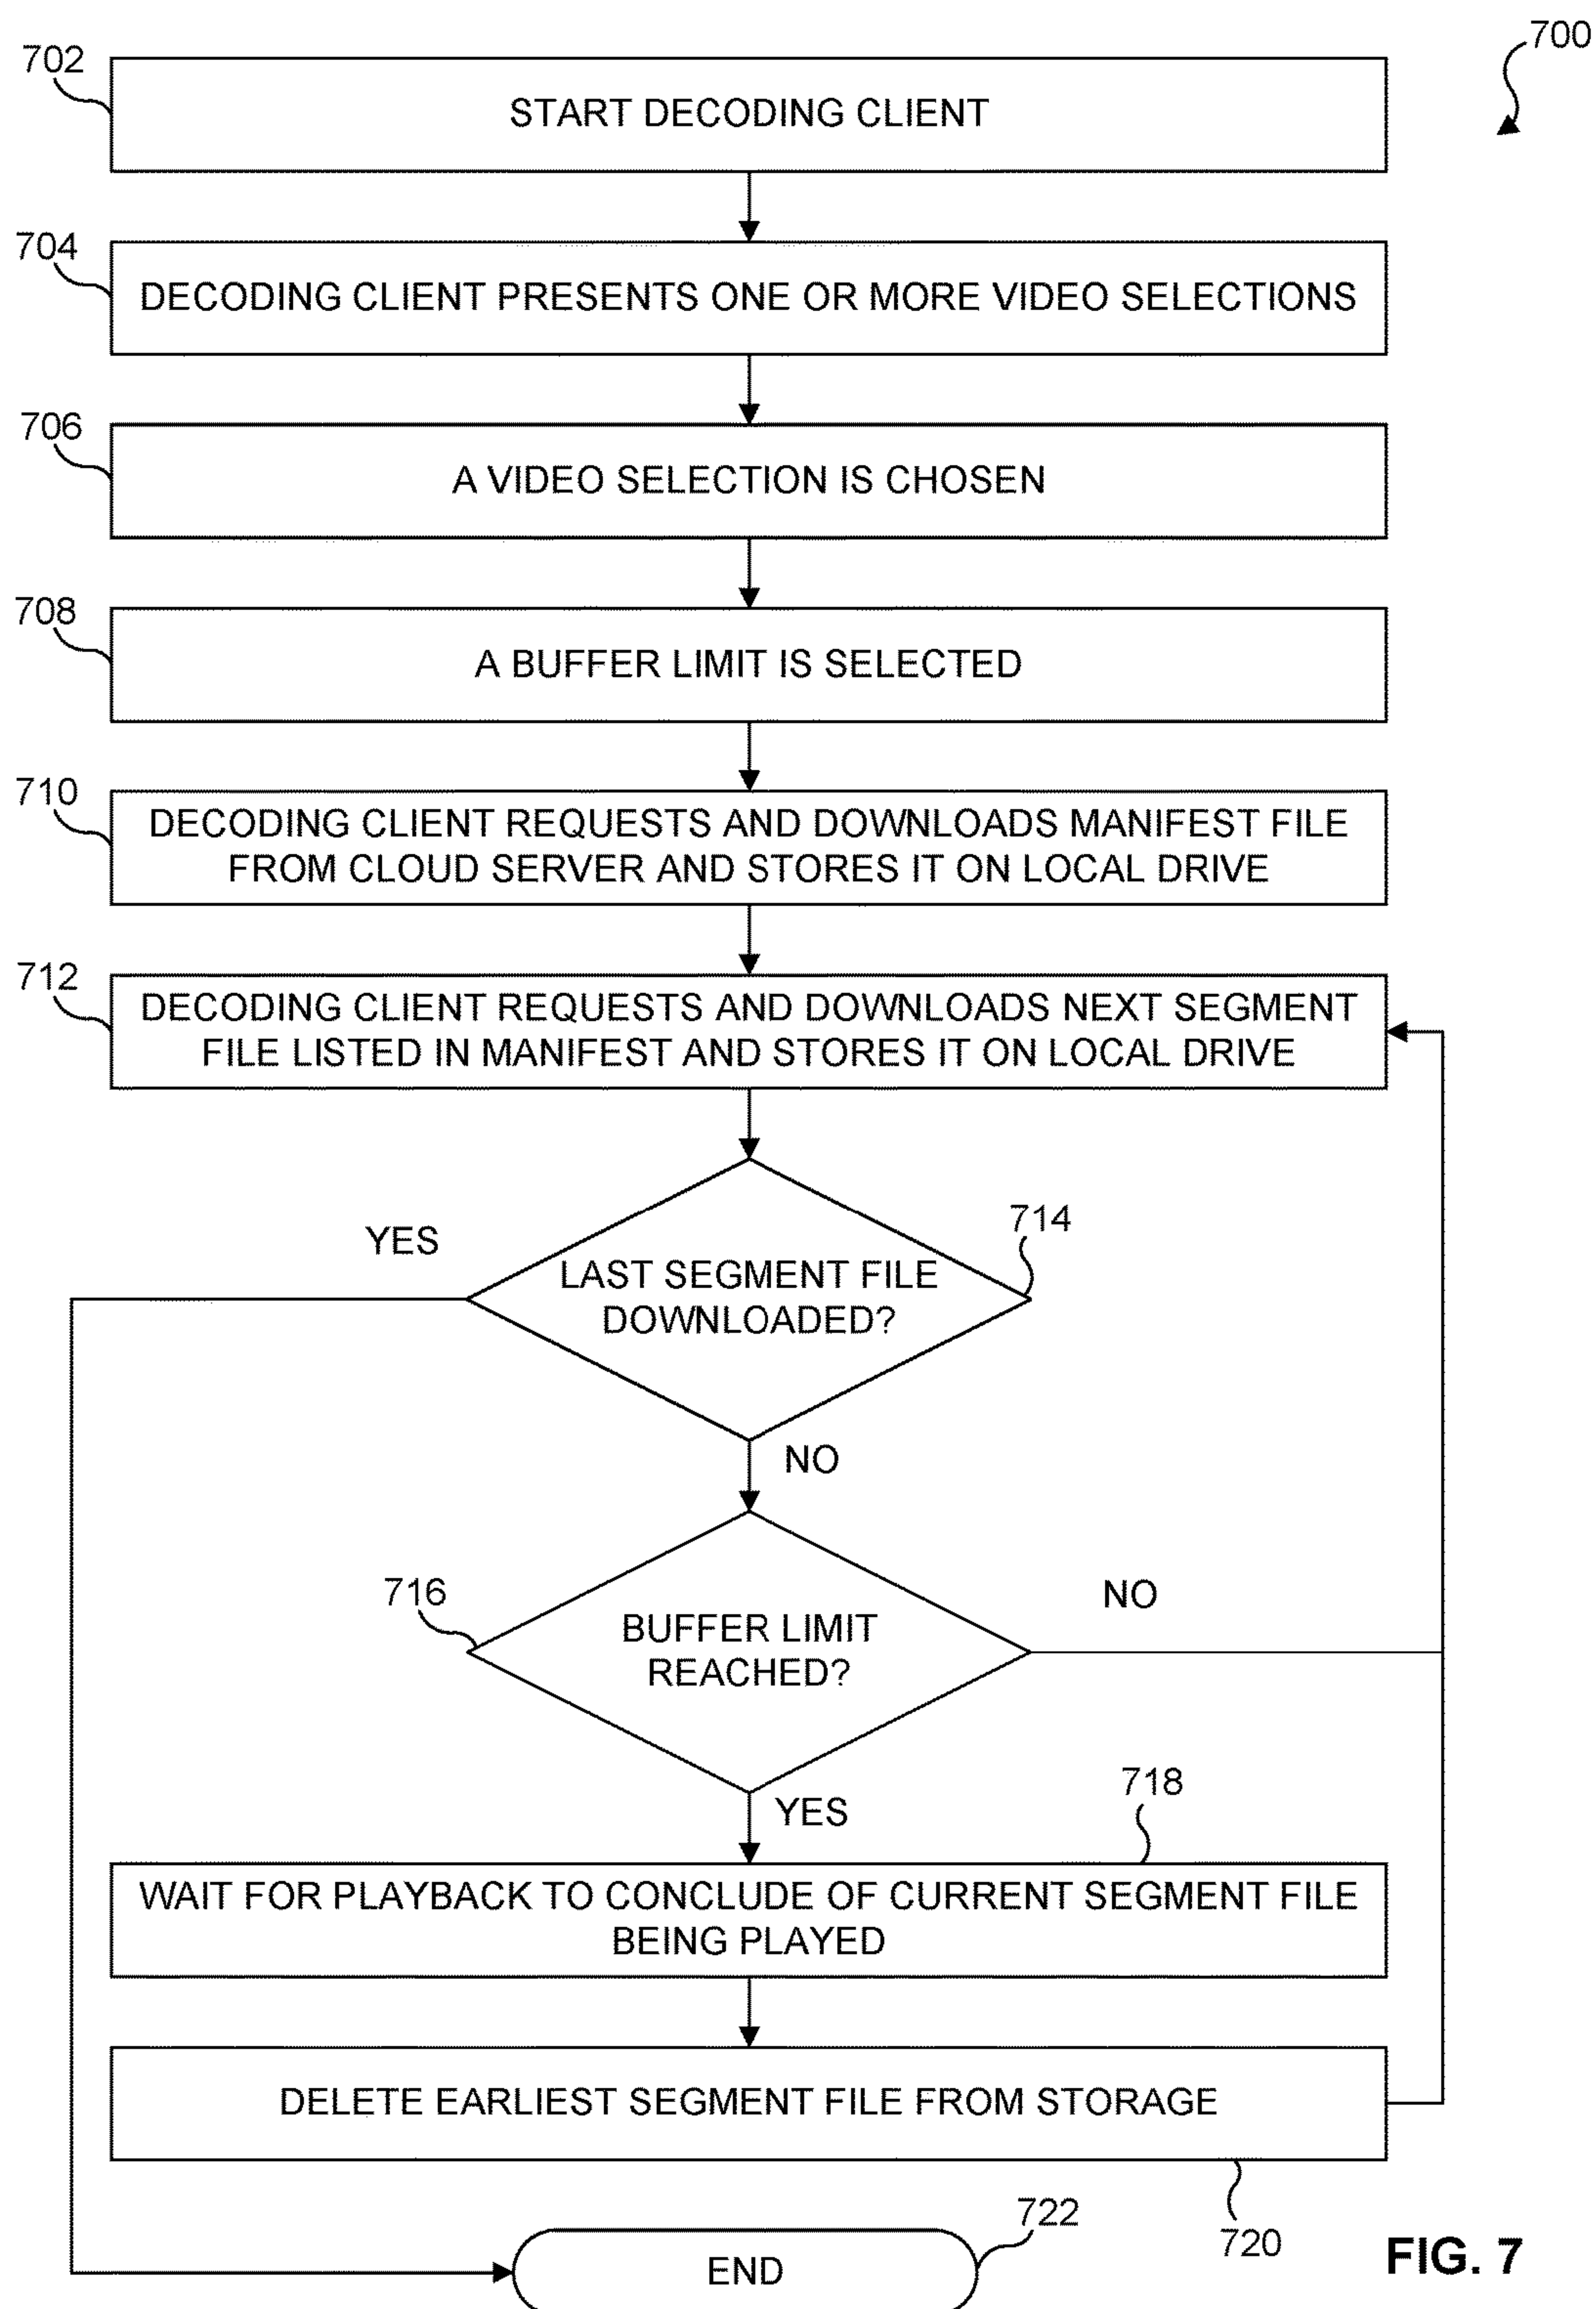 700
702
START DECODING CLIENT
704
DECODING CLIENT PRESENTS ONE OR MORE VIDEO SELECTIONS
706
A VIDEO SELECTION IS CHOSEN
708
A BUFFER LIMIT IS SELECTED
710
DECODING CLIENT REQUESTS AND DOWNLOADS MANIFEST FILE
FROM CLOUD SERVER AND STORES IT ON LOCAL DRIVE
712
DECODING CLIENT REQUESTS AND DOWNLOADS NEXT SEGMENT
FILE LISTED IN MANIFEST AND STORES IT ON LOCAL DRIVE
714
YES
LAST SEGMENT FILE
DOWNLOADED?
NO
716
NO
BUFFER LIMIT
REACHED?
718
YES
WAIT FOR PLAYBACK TO CONCLUDE OF CURRENT SEGMENT FILE
BEING PLAYED
DELETE EARLIEST SEGMENT FILE FROM STORAGE
722
720
END
FIG. 7